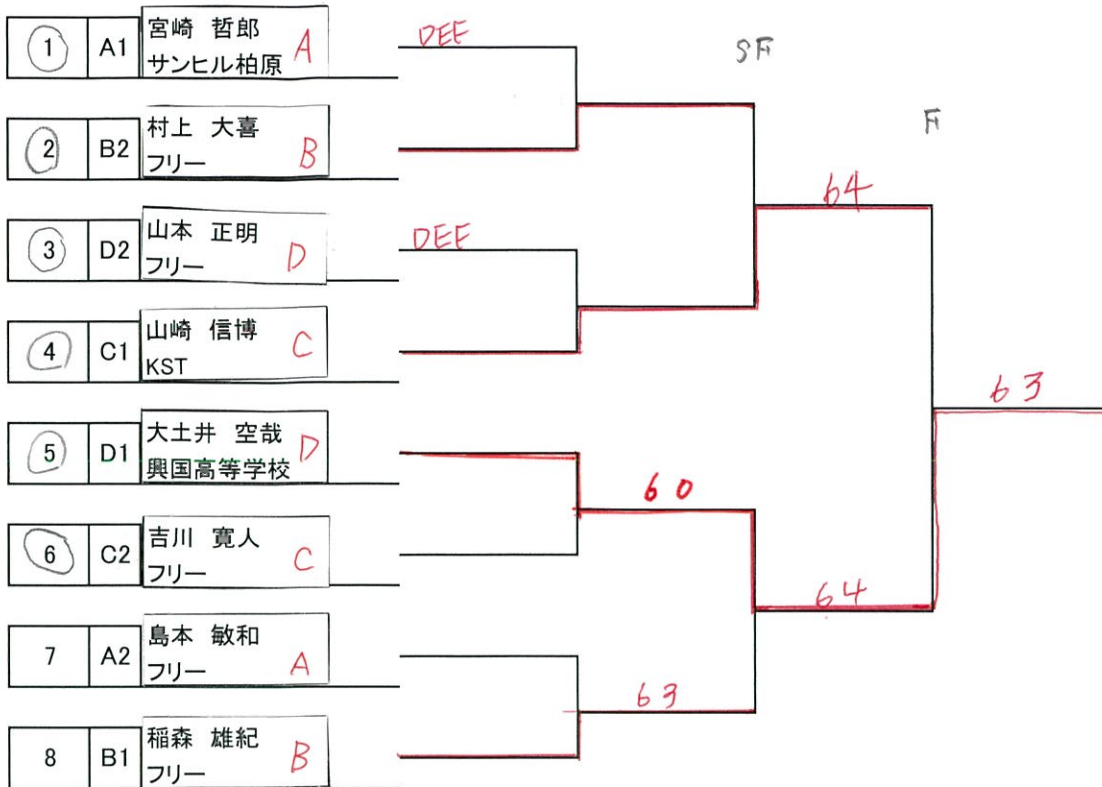 1 A1 宮崎 哲郎 A
サンヒル柏原
DEF
SF
F
2 B2 村上 大喜 B
フリー
64
3 D2 山本 正明 D
フリー
DEF
4 C1 山崎 信博 C
KST
63
5 D1 大土井 空哉 D
興国高等学校
60
6 C2 吉川 寛人 C
フリー
64
7 A2 島本 敏和 A
フリー
63
8 B1 稲森 雄紀 B
フリー